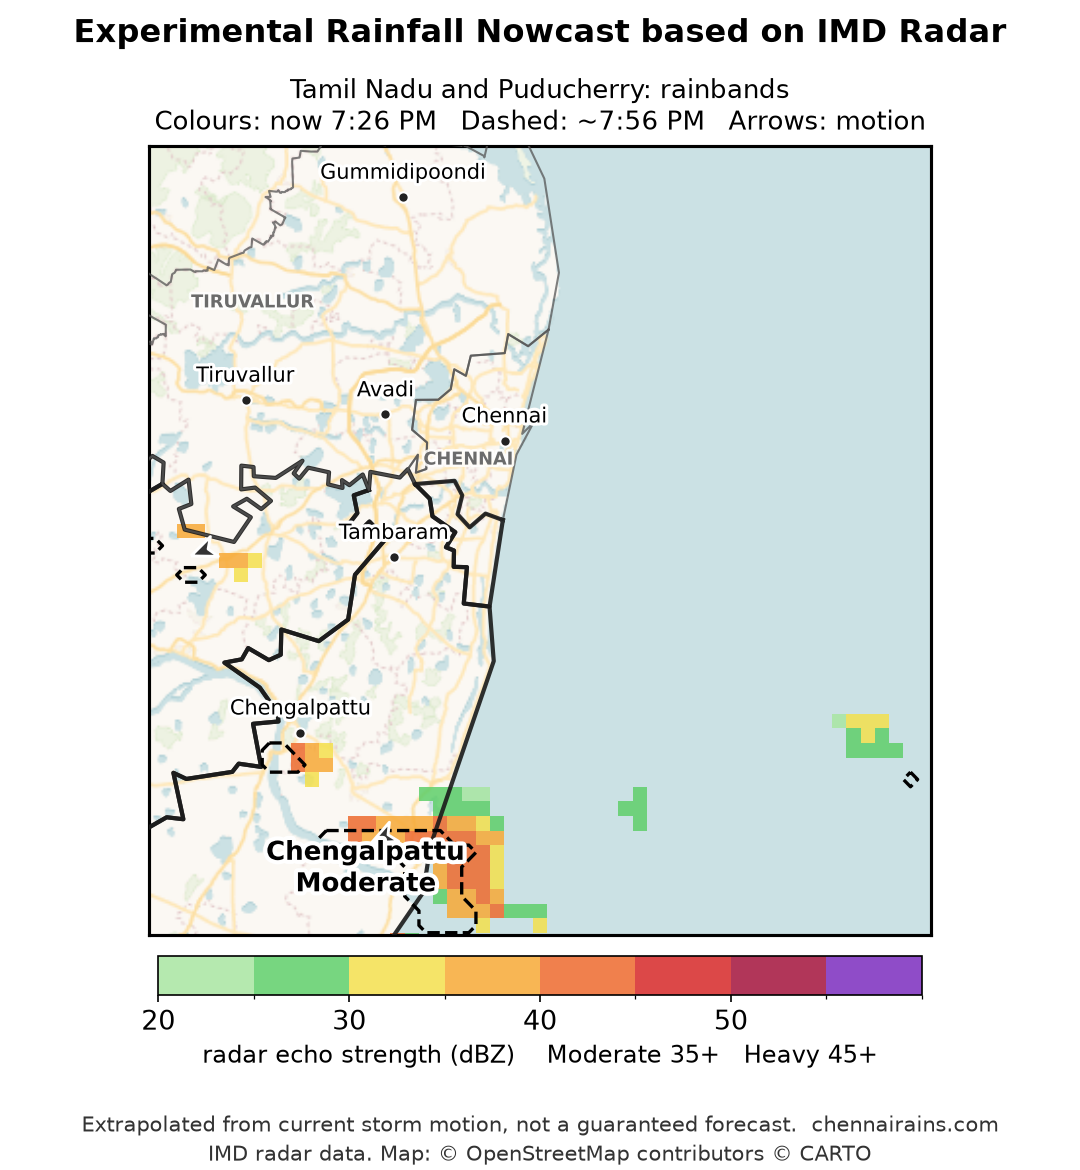 Experimental Rainfall Nowcast based on IMD Radar
Tamil Nadu and Puducherry: rainbands
Colours: now 7:26 PM   Dashed: ~7:56 PM   Arrows: motion
Gummidipoondi
TIRUVALLUR
Tiruvallur
Avadi
Chennai
CHENNAI
Tambaram
Chengalpattu
Chengalpattu
Moderate
20 30 40 50
radar echo strength (dBZ)    Moderate 35+   Heavy 45+
Extrapolated from current storm motion, not a guaranteed forecast.  chennairains.com
IMD radar data. Map: © OpenStreetMap contributors © CARTO